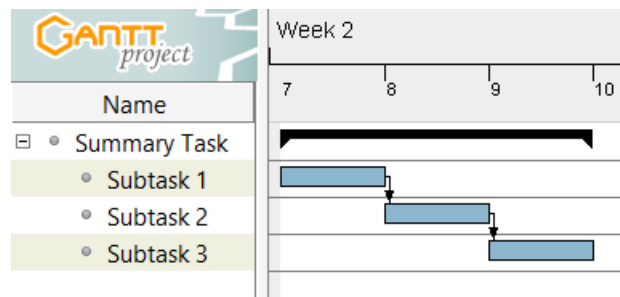 GANTT
project
Week 2
7 8 9 10
Name
Summary Task
Subtask 1
Subtask 2
Subtask 3